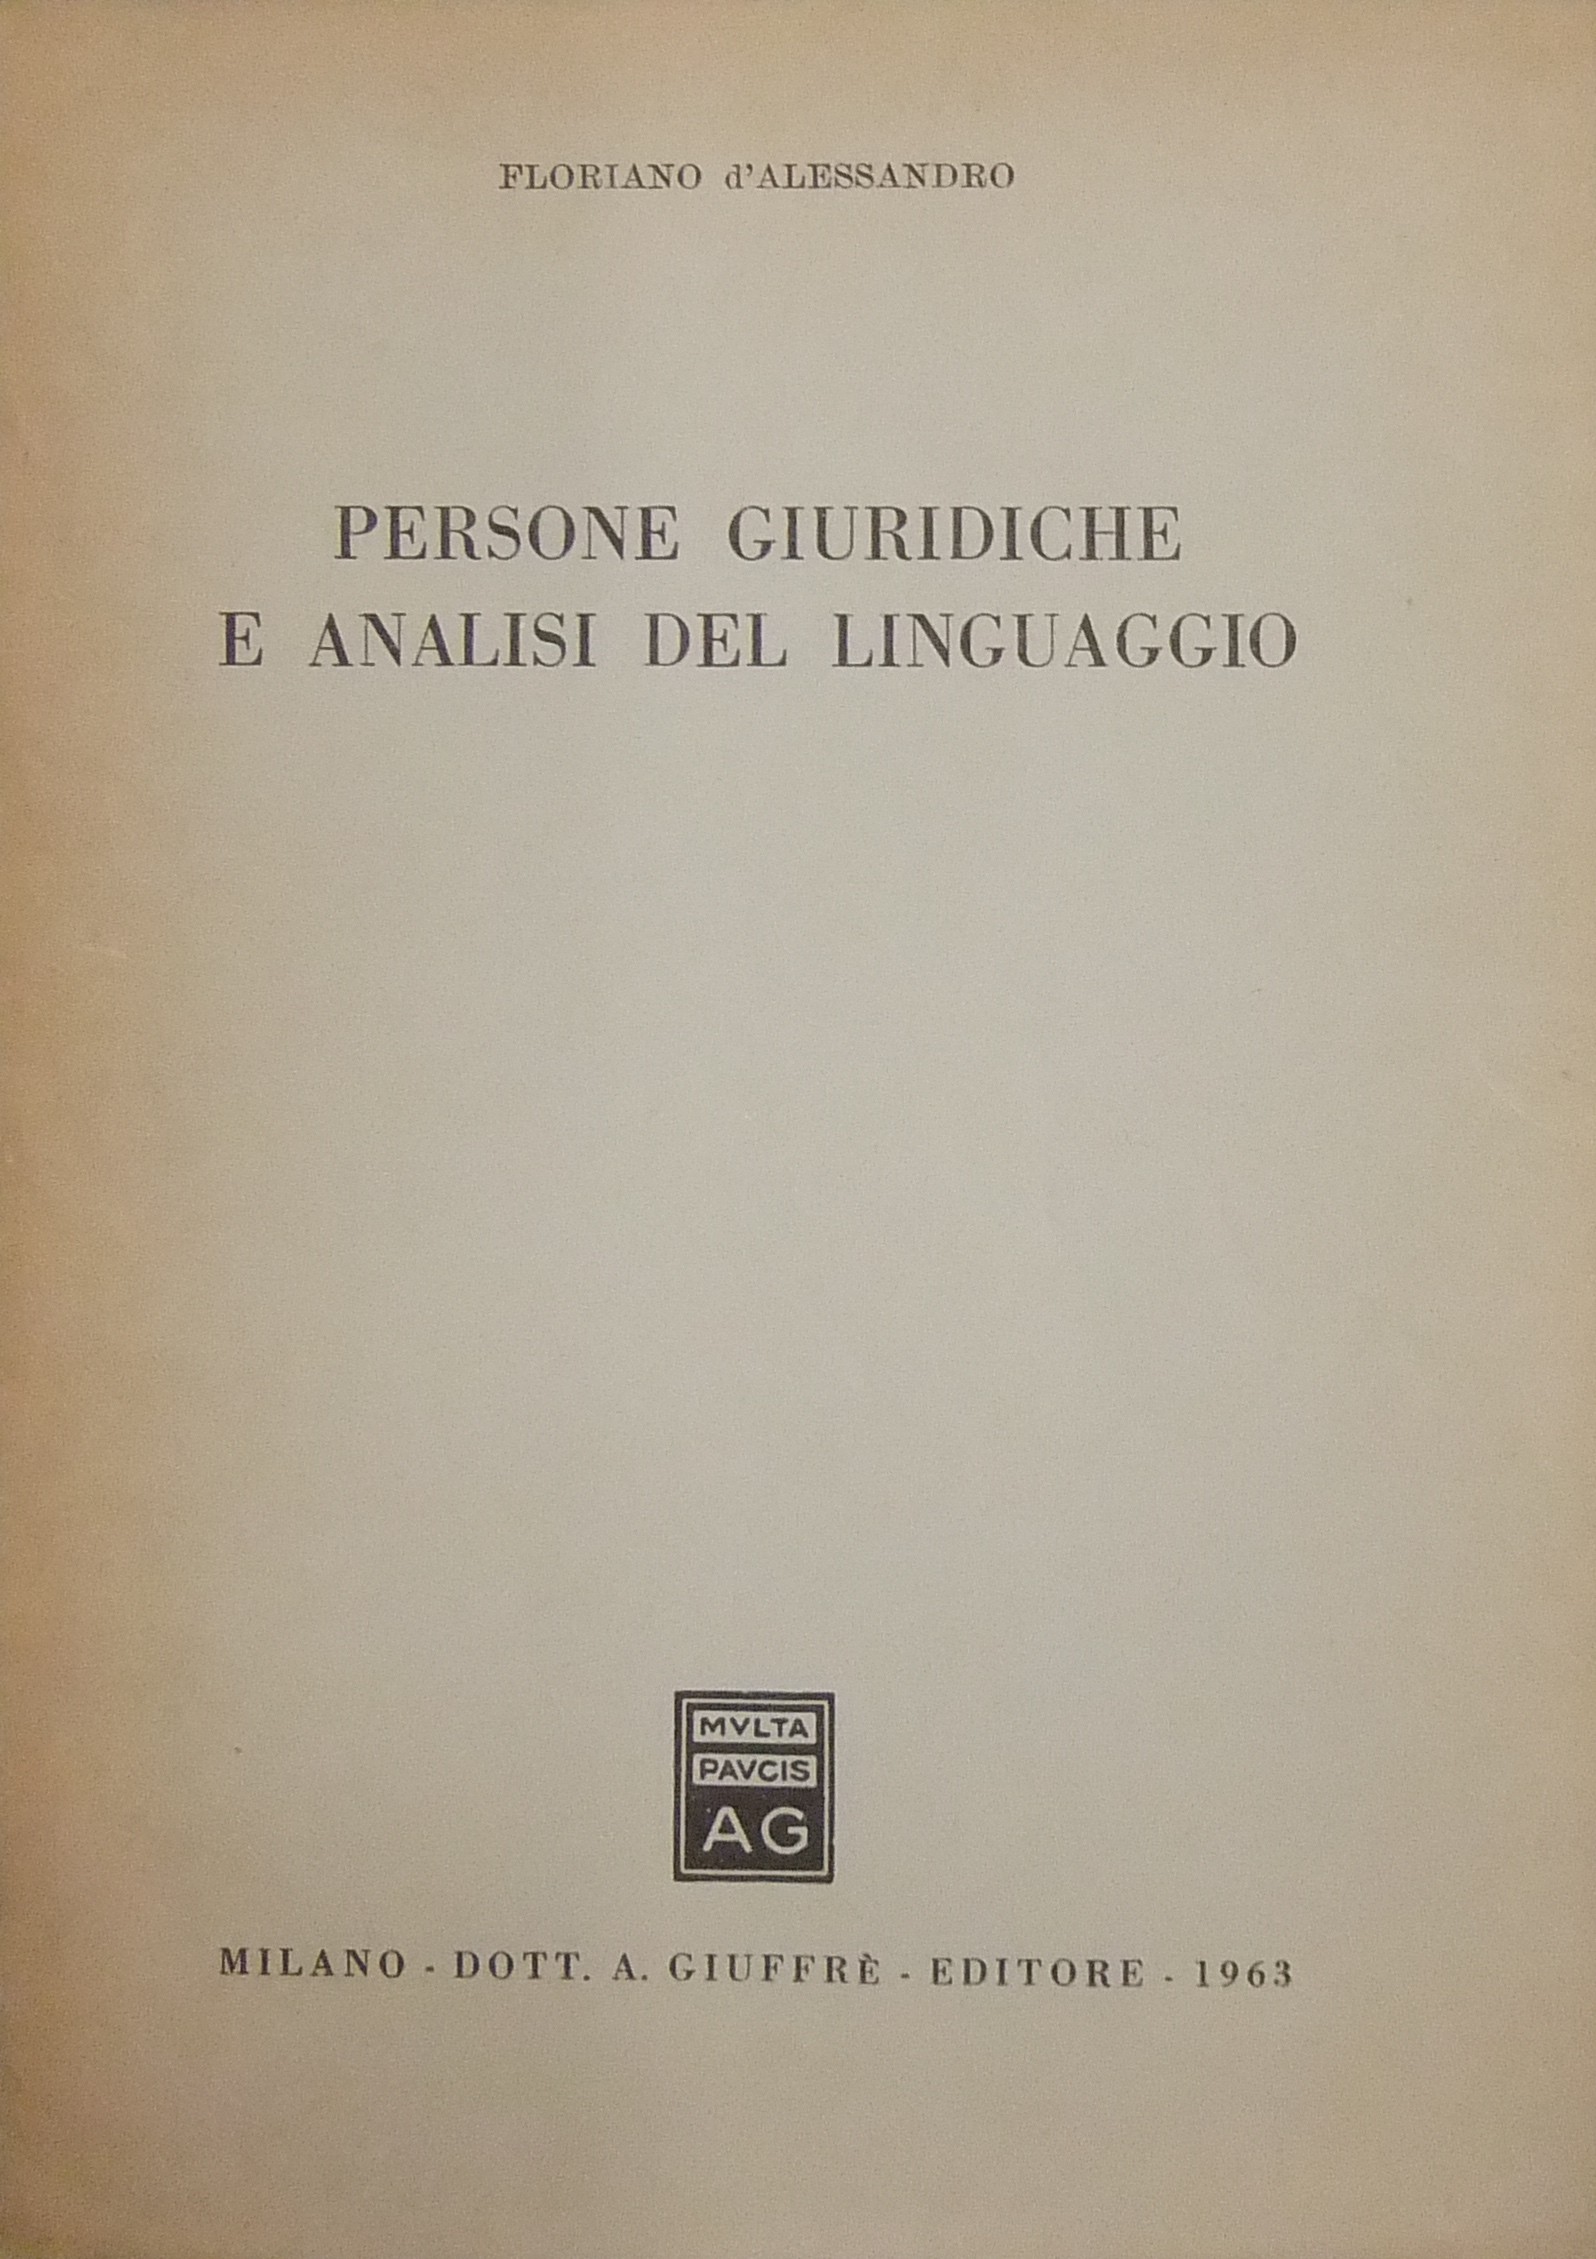 FLORIANO d'ALESSANDRO
PERSONE GIURIDICHE
E ANALISI DEL LINGUAGGIO
MVLTA
PAVCIS
AG
MILANO - DOTT. A. GIUFFRÈ - EDITORE - 1963